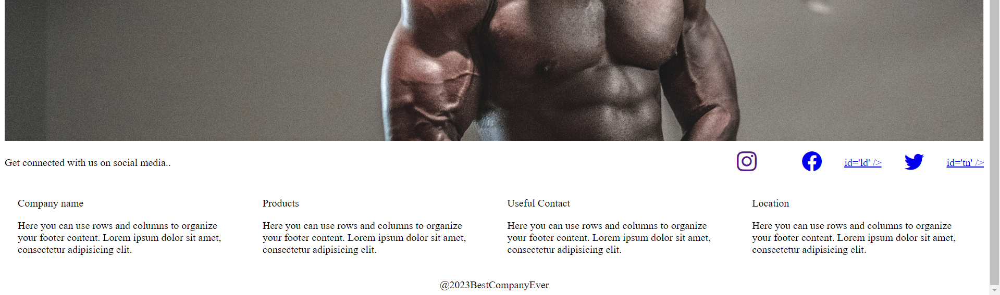 Get connected with us on social media..
id='ld' />
id='tn' />
Company name
Here you can use rows and columns to organize
your footer content. Lorem ipsum dolor sit amet,
consectetur adipisicing elit.
Products
Here you can use rows and columns to organize
your footer content. Lorem ipsum dolor sit amet,
consectetur adipisicing elit.
Useful Contact
Here you can use rows and columns to organize
your footer content. Lorem ipsum dolor sit amet,
consectetur adipisicing elit.
Location
Here you can use rows and columns to organize
your footer content. Lorem ipsum dolor sit amet,
consectetur adipisicing elit.
@2023BestCompanyEver